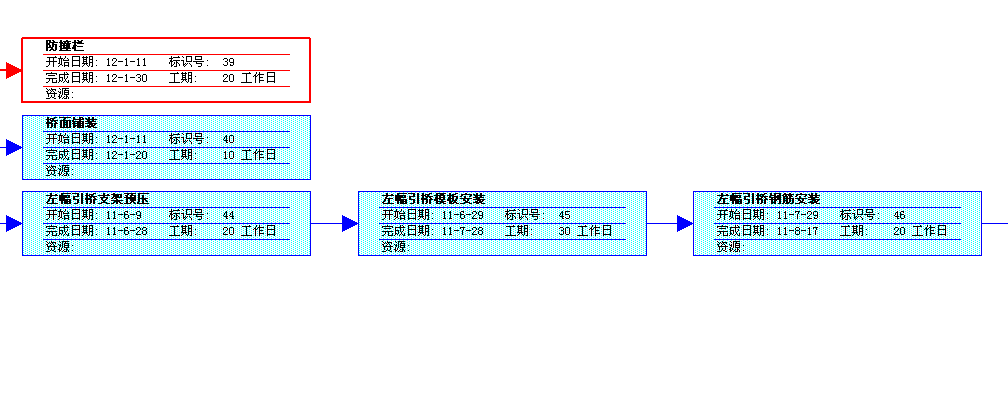 防撞栏
开始日期: 12-1-11 标识号: 39
完成日期: 12-1-30 工期: 20 工作日
资源:
桥面铺装
开始日期: 12-1-11 标识号: 40
完成日期: 12-1-20 工期: 10 工作日
资源:
左幅引桥支架预压
开始日期: 11-6-9 标识号: 44
完成日期: 11-6-28 工期: 20 工作日
资源:
左幅引桥模板安装
开始日期: 11-6-29 标识号: 45
完成日期: 11-7-28 工期: 30 工作日
资源:
左幅引桥钢筋安装
开始日期: 11-7-29 标识号: 46
完成日期: 11-8-17 工期: 20 工作日
资源: